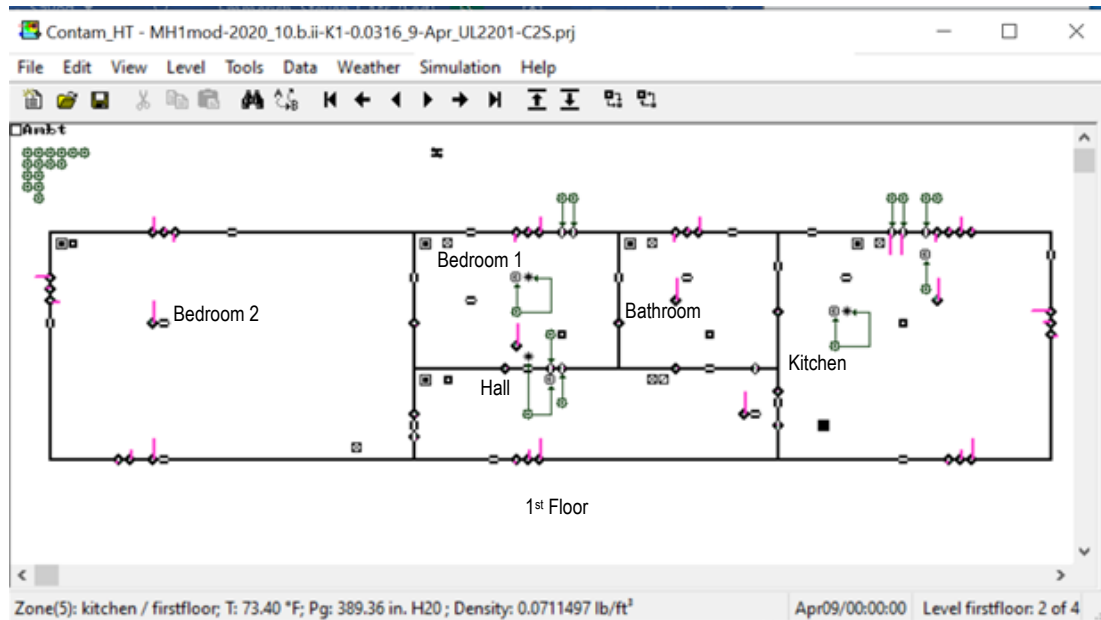 Contam_HT - MH1mod-2020_10.b.ii-K1-0.0316_9-Apr_UL2201-C2S.prj
File Edit View Level Tools Data Weather Simulation Help
Ambt
Bedroom 1
Bedroom 2
Bathroom
Kitchen
Hall
1st Floor
Zone(5): kitchen / firstfloor; T: 73.40 °F; Pg: 389.36 in. H20 ; Density: 0.0711497 lb/ft³ Apr09/00:00:00 Level firstfloor: 2 of 4